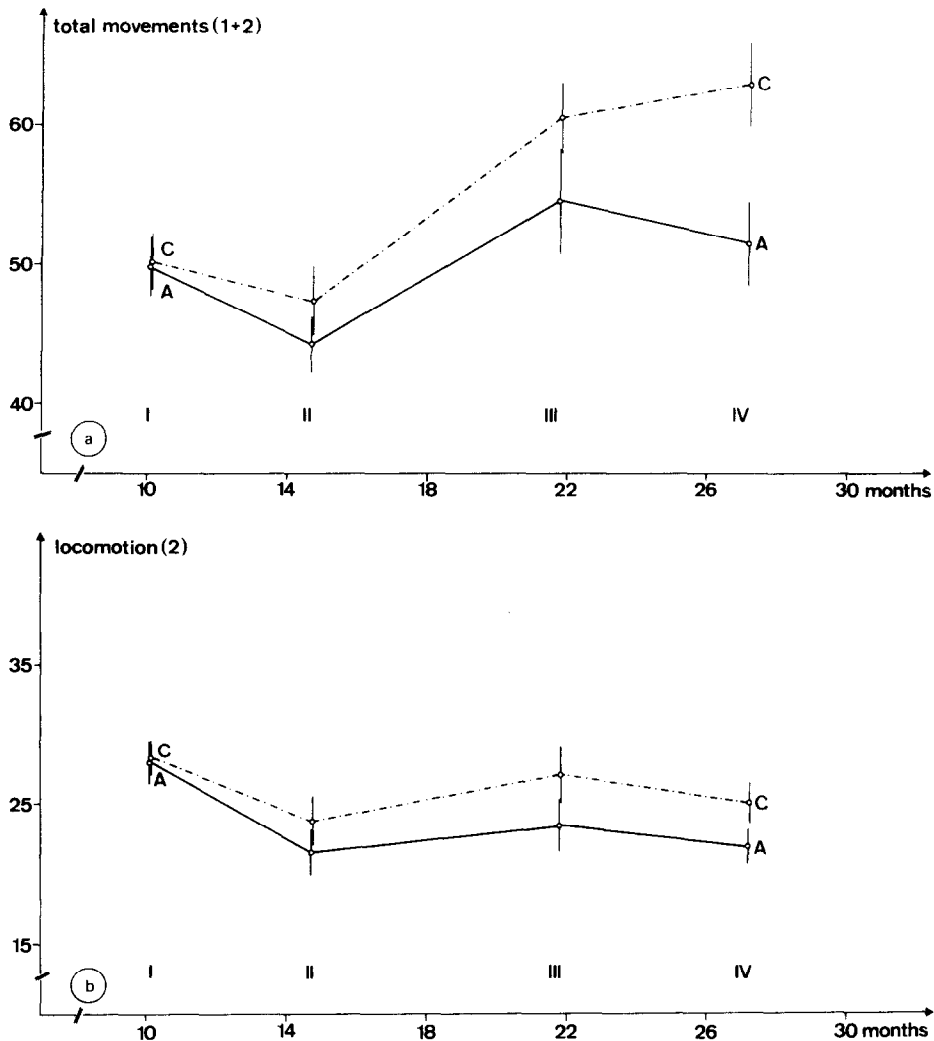 total movements (1+2)
60
50
40
C
A
C
A
I II III IV
a
10 14 18 22 26 30 months
locomotion (2)
35
25
15
C
A
C
A
I II III IV
b
10 14 18 22 26 30 months